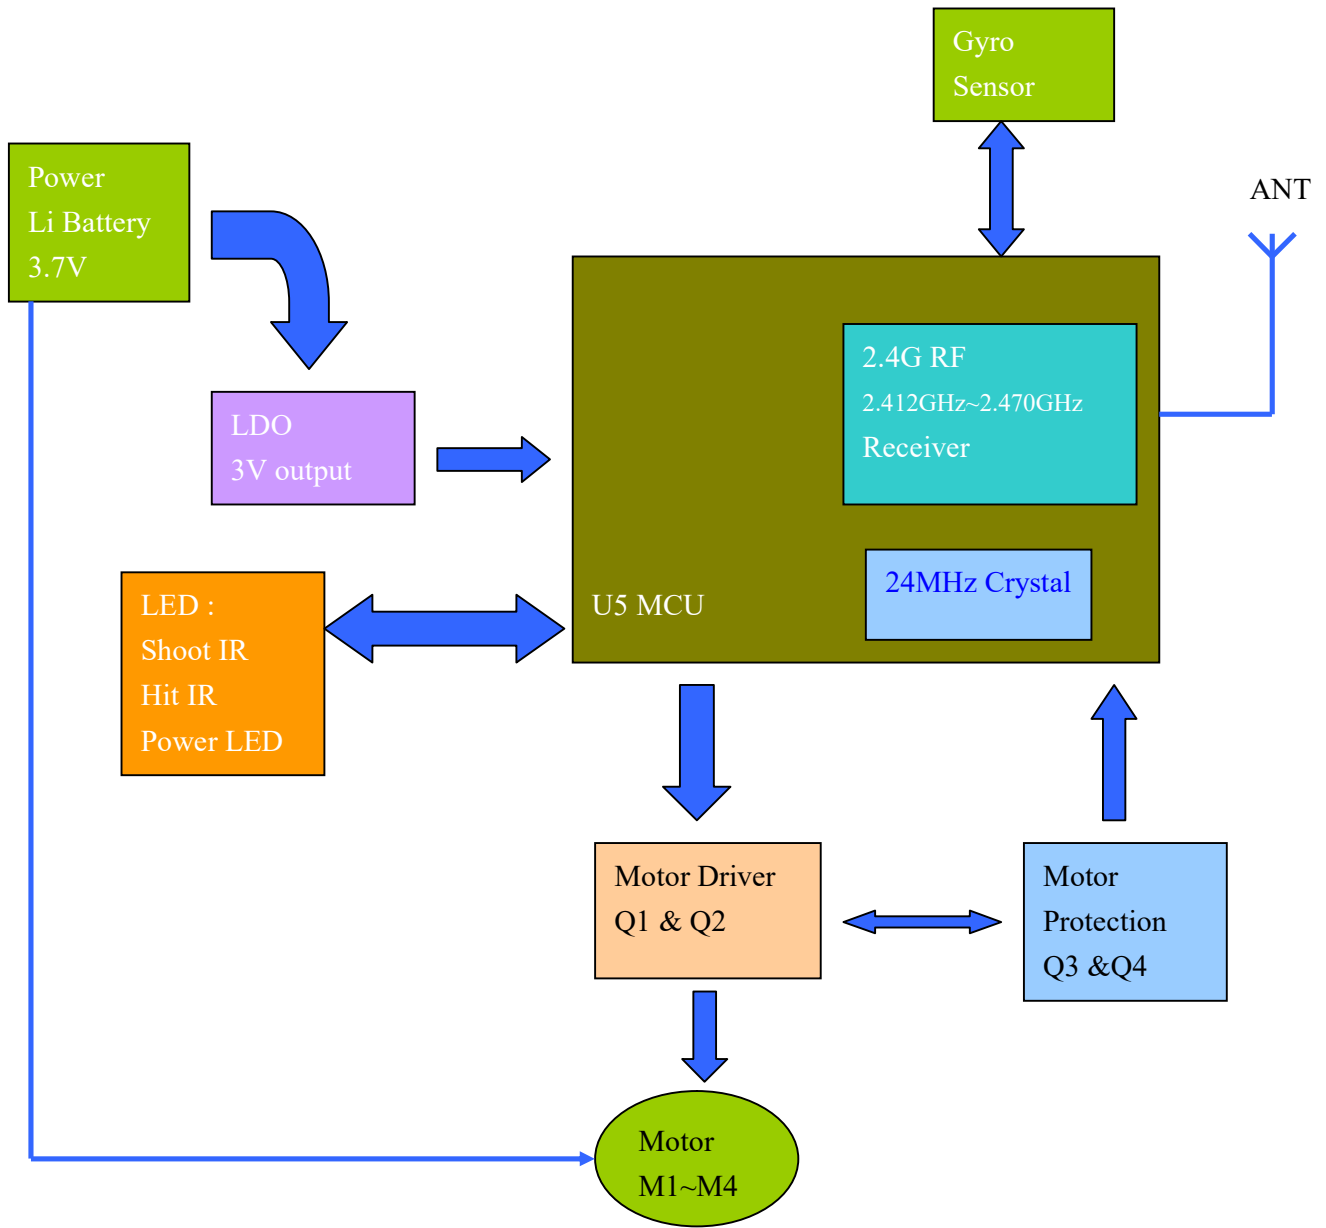 Gyro
Sensor
ANT
Power
Li Battery
3.7V
2.4G RF
2.412GHz~2.470GHz
Receiver
LDO
3V output
24MHz Crystal
U5 MCU
LED :
Shoot IR
Hit IR
Power LED
Motor Driver
Q1 & Q2
Motor
Protection
Q3 &Q4
Motor
M1~M4